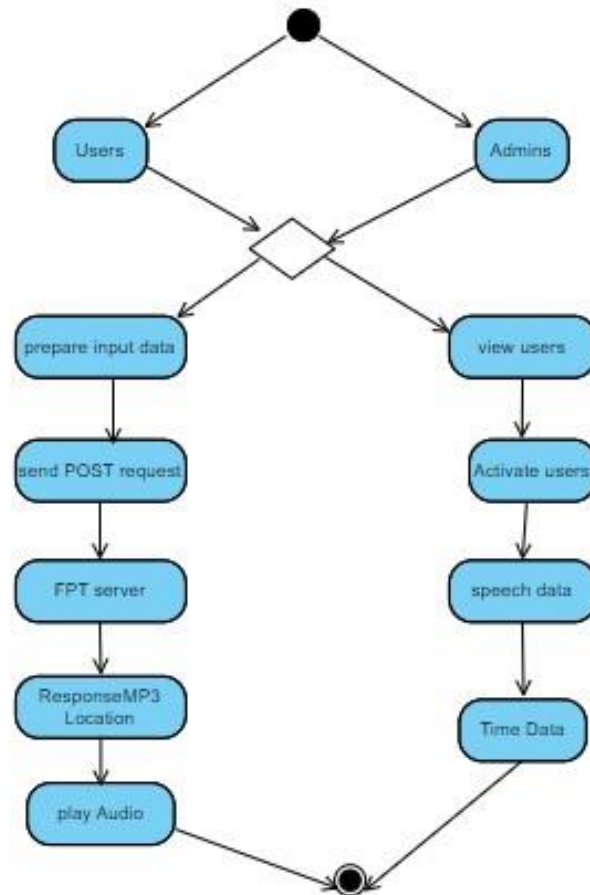 Users
Admins
prepare input data
view users
send POST request
Activate users
FPT server
speech data
ResponseMP3
Location
Time Data
play Audio